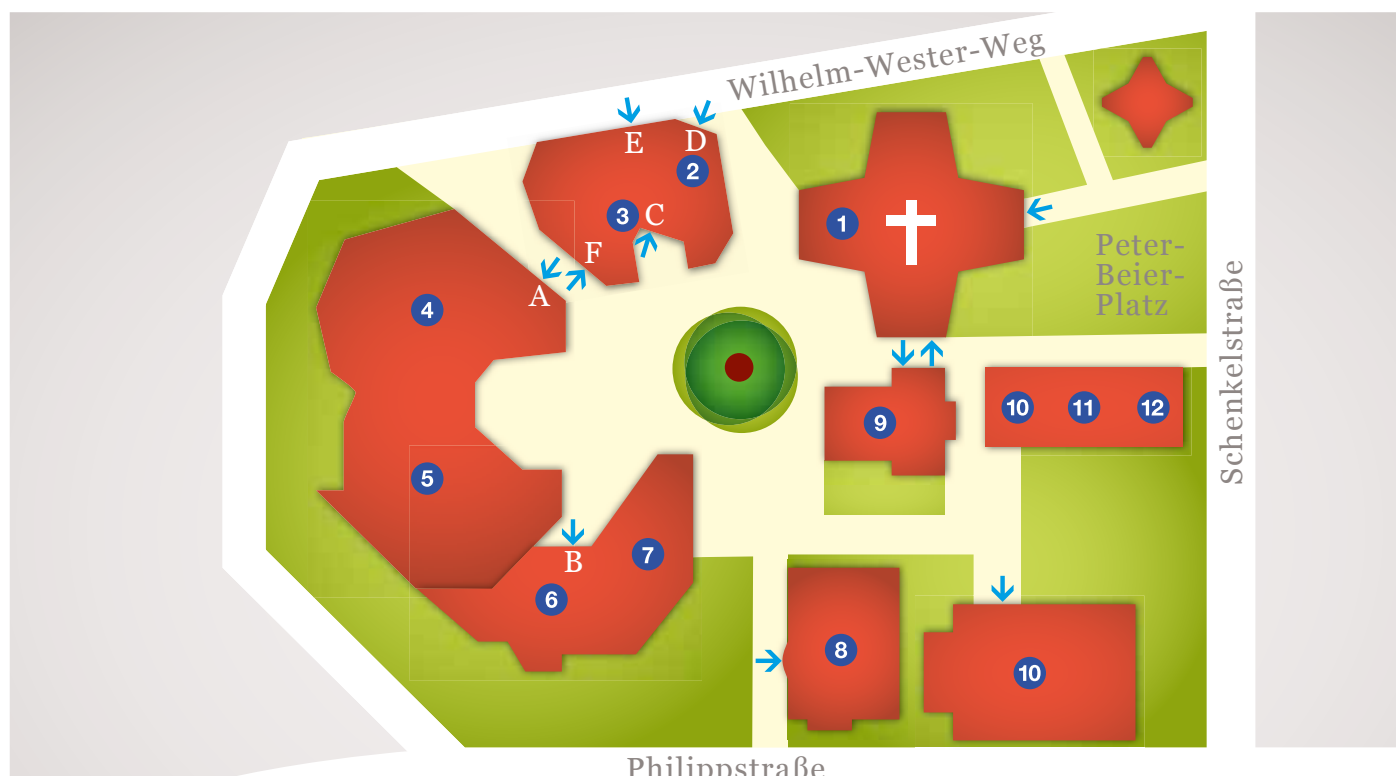 Wilhelm-Wester-Weg
E
D
2
3
C
1
F
A
Peter-
Beier-
Platz
4
Schenkelstraße
9
10
11
12
5
B
7
6
8
10
Philippstraße